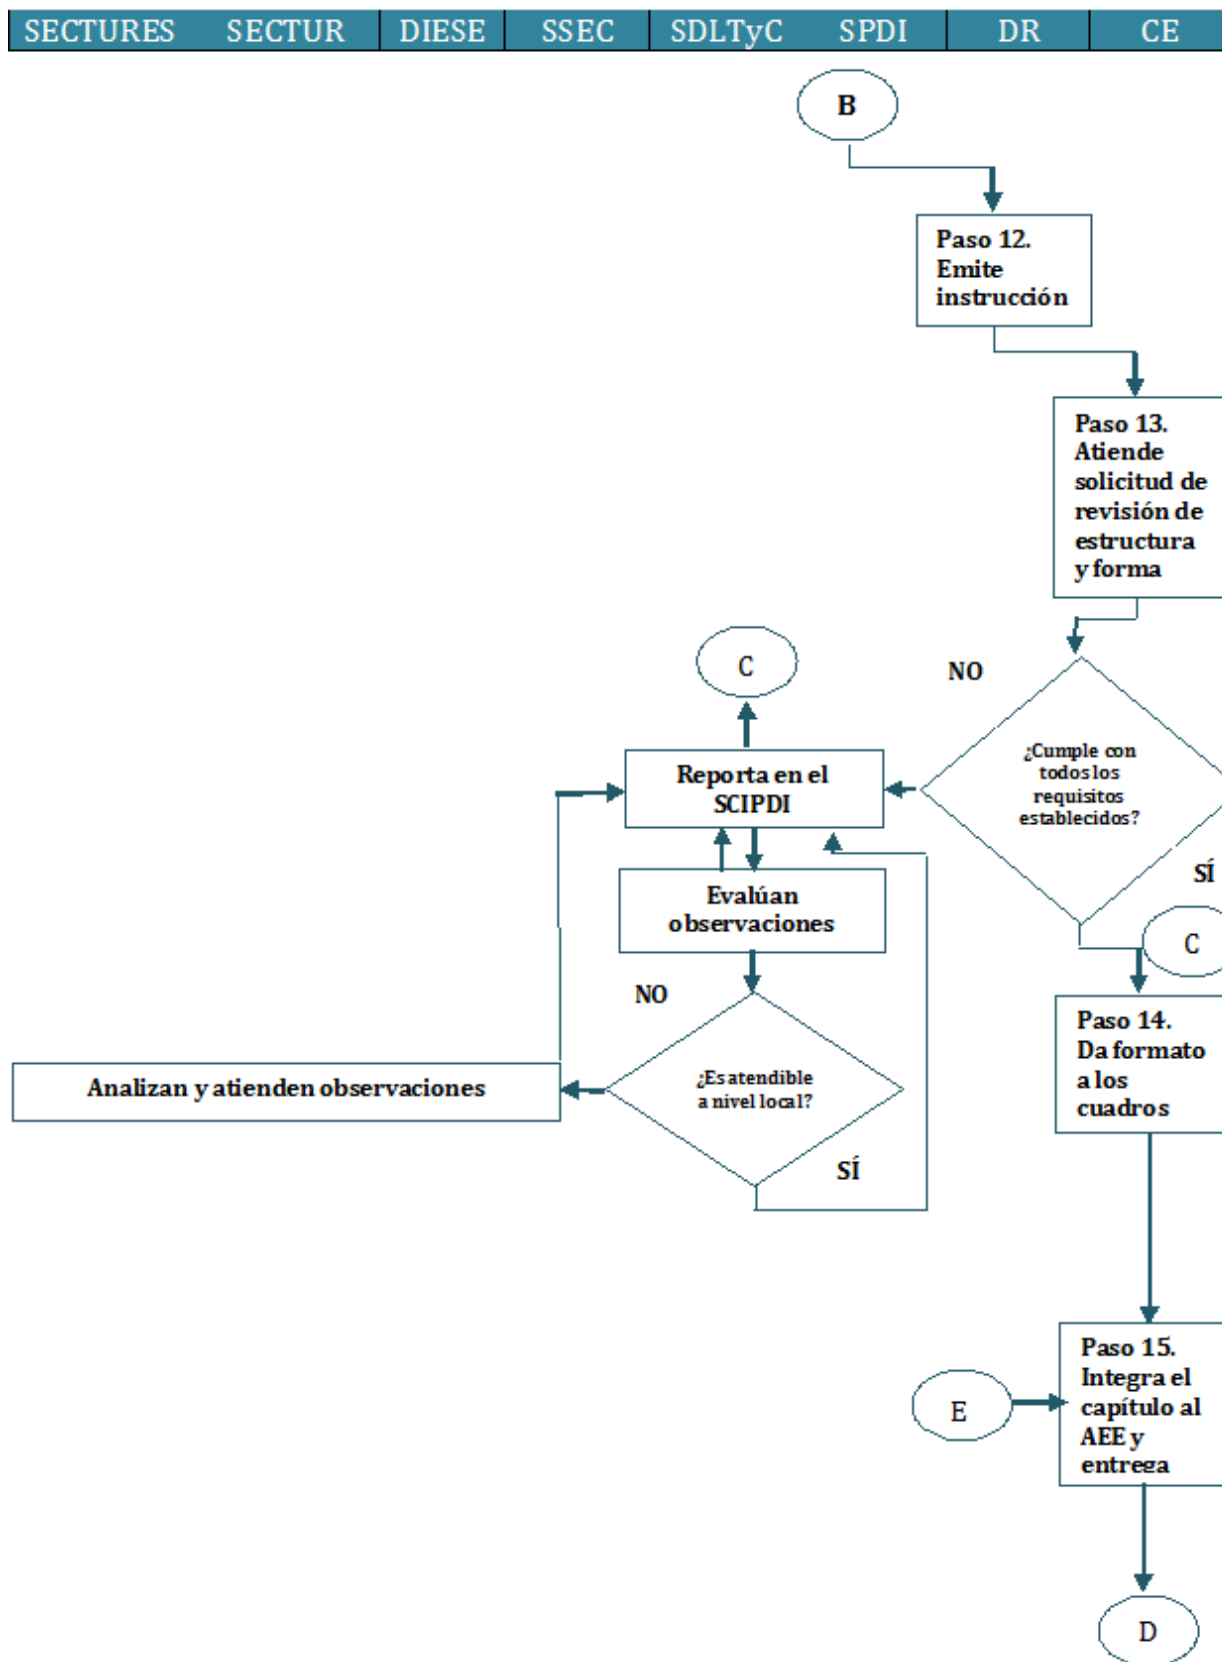 SECTURES SECTUR DIESE SSEC SDLTyC SPDI DR CE
B
Paso 12.
Emite
instrucción
Paso 13.
Atiende
solicitud de
revisión de
estructura
y forma
C
NO
¿Cumple con
todos los
requisitos
establecidos?
SÍ
Reporta en el
SCIPDI
Evalúan
observaciones
C
NO
¿Es atendible
a nivel local?
SÍ
Analizan y atienden observaciones
Paso 14.
Da formato
a los
cuadros
Paso 15.
Integra el
capítulo al
AEE y
entrega
E
D